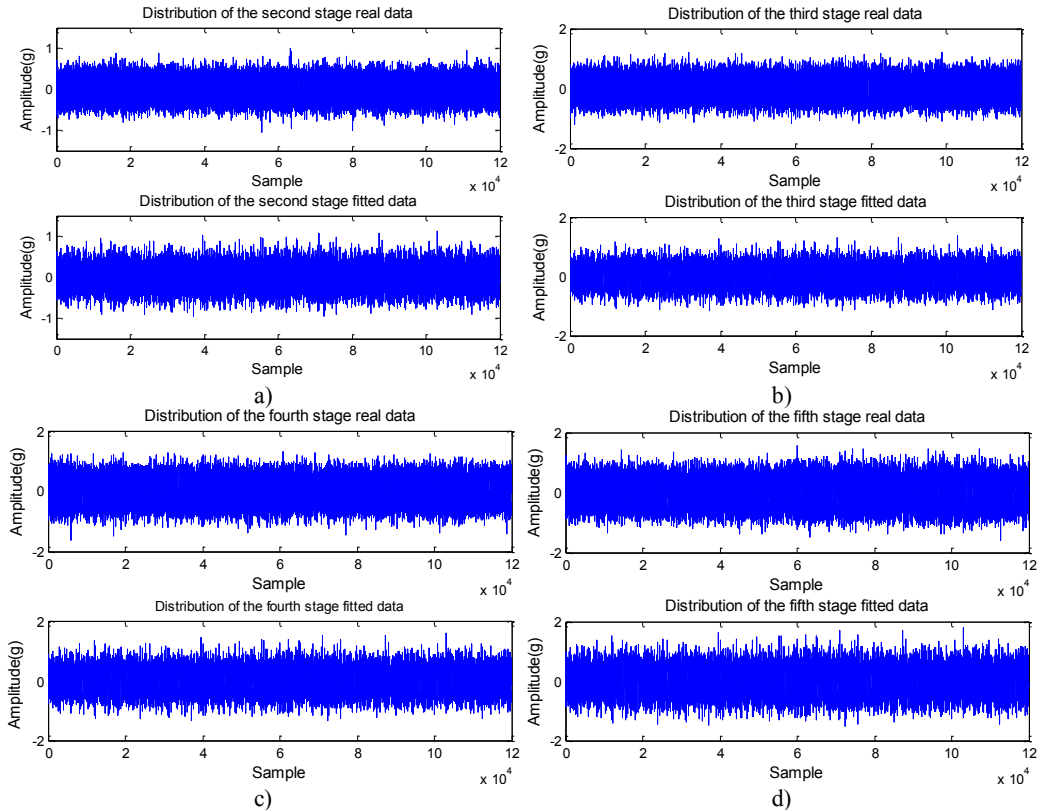 Distribution of the second stage real data
Amplitude(g)
1
0
-1
0 2 4 6 8 10 12
Sample
x 10^4
Distribution of the second stage fitted data
Amplitude(g)
1
0
-1
0 2 4 6 8 10 12
Sample
x 10^4
a)
Distribution of the third stage real data
Amplitude(g)
2
0
-2
0 2 4 6 8 10 12
Sample
x 10^4
Distribution of the third stage fitted data
Amplitude(g)
2
0
-2
0 2 4 6 8 10 12
Sample
x 10^4
b)
Distribution of the fourth stage real data
Amplitude(g)
2
0
-2
0 2 4 6 8 10 12
Sample
x 10^4
Distribution of the fourth stage fitted data
Amplitude(g)
2
0
-2
0 2 4 6 8 10 12
Sample
x 10^4
c)
Distribution of the fifth stage real data
Amplitude(g)
2
0
-2
0 2 4 6 8 10 12
Sample
x 10^4
Distribution of the fifth stage fitted data
Amplitude(g)
2
0
-2
0 2 4 6 8 10 12
Sample
x 10^4
d)